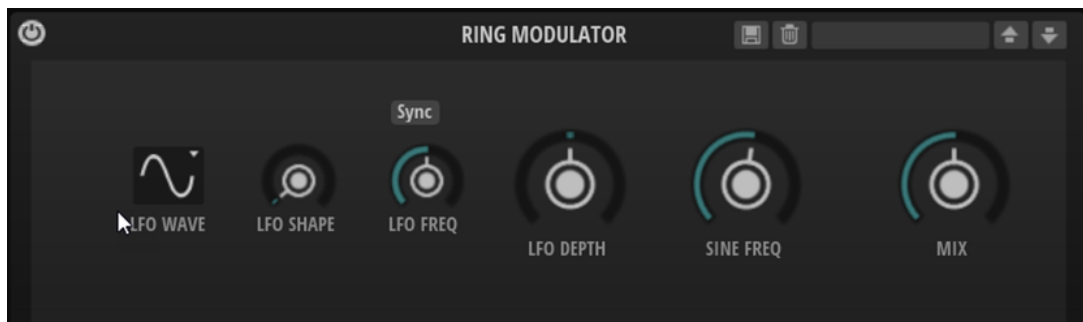 RING MODULATOR
Sync
LFO WAVE
LFO SHAPE
LFO FREQ
LFO DEPTH
SINE FREQ
MIX